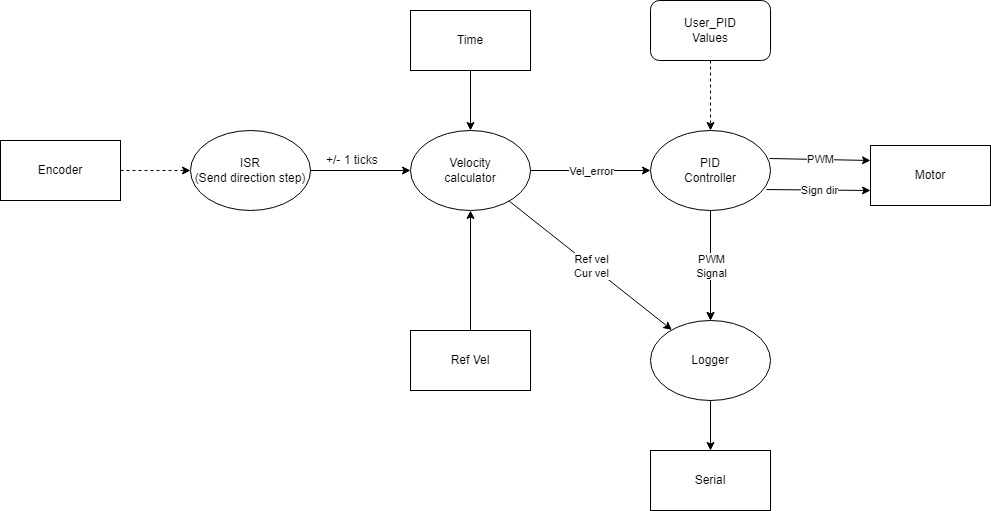 Time
User_PID
Values
Encoder
ISR
(Send direction step)
+/- 1 ticks
Velocity
calculator
Vel_error
PID
Controller
PWM
Sign dir
Motor
Ref vel
Cur vel
PWM
Signal
Ref Vel
Logger
Serial